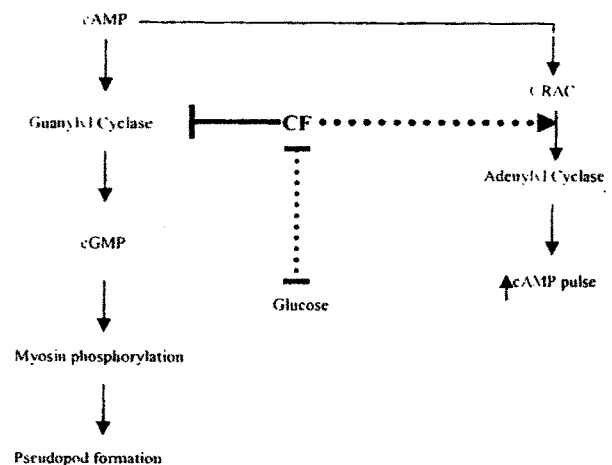 cAMP
CRAC
Guanylyl Cyclase
CF
Adenylyl Cyclase
cGMP
cAMP pulse
Glucose
Myosin phosphorylation
Pseudopod formation